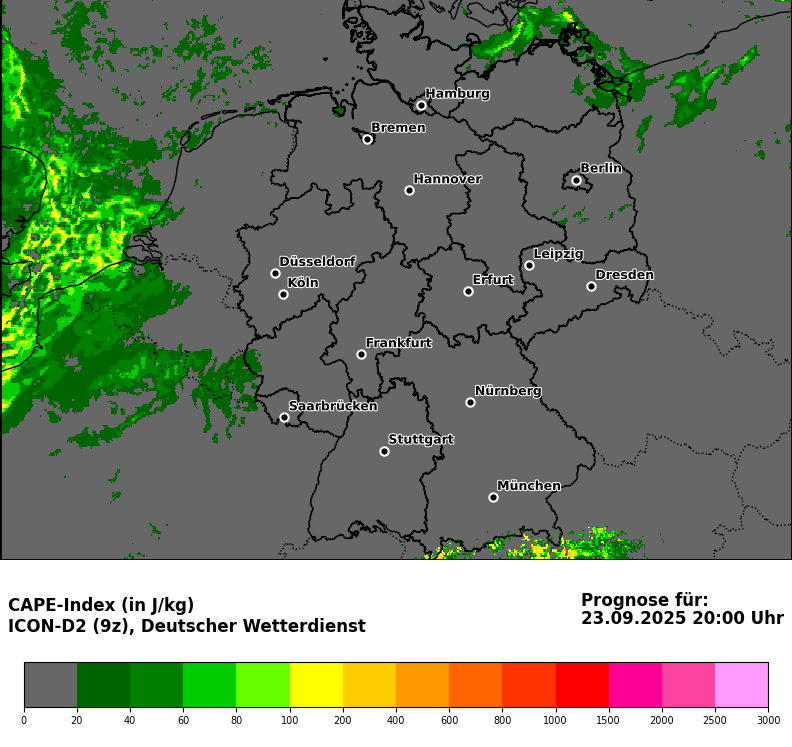 Hamburg
Bremen
Berlin
Hannover
Leipzig
Düsseldorf
Dresden
Erfurt
Köln
Frankfurt
Nürnberg
Saarbrücken
Stuttgart
München
CAPE-Index (in J/kg)
ICON-D2 (9z), Deutscher Wetterdienst
Prognose für:
23.09.2025 20:00 Uhr
0 20 40 60 80 100 200 400 600 800 1000 1500 2000 2500 3000